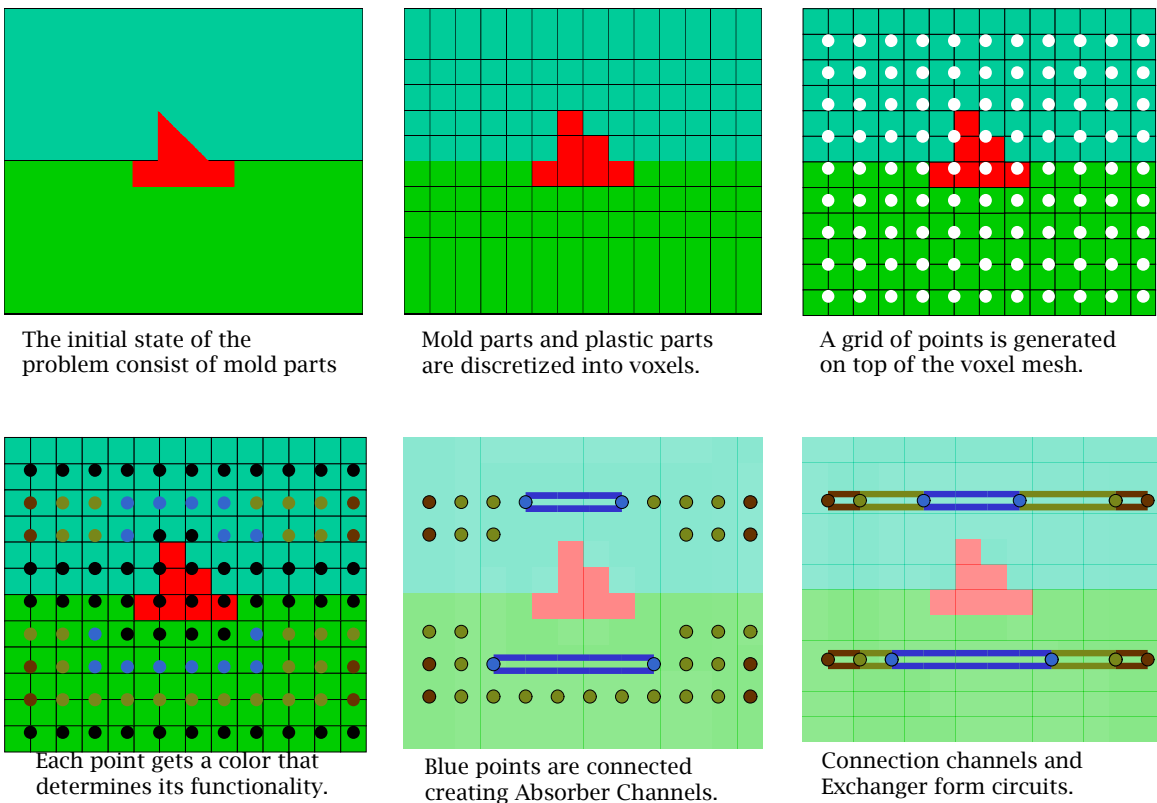 The initial state of the
problem consist of mold parts
Mold parts and plastic parts
are discretized into voxels.
A grid of points is generated
on top of the voxel mesh.
Each point gets a color that
determines its functionality.
Blue points are connected
creating Absorber Channels.
Connection channels and
Exchanger form circuits.